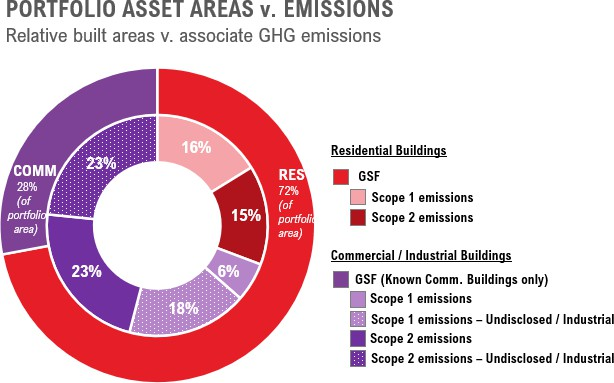 PORTFOLIO ASSET AREAS v. EMISSIONS
Relative built areas v. associate GHG emissions
COMM
28%
(of
portfolio
area)
23%
16%
RES
72%
(of
portfolio
area)
15%
6%
18%
23%
Residential Buildings
GSF
Scope 1 emissions
Scope 2 emissions
Commercial / Industrial Buildings
GSF (Known Comm. Buildings only)
Scope 1 emissions
Scope 1 emissions – Undisclosed / Industrial
Scope 2 emissions
Scope 2 emissions – Undisclosed / Industrial